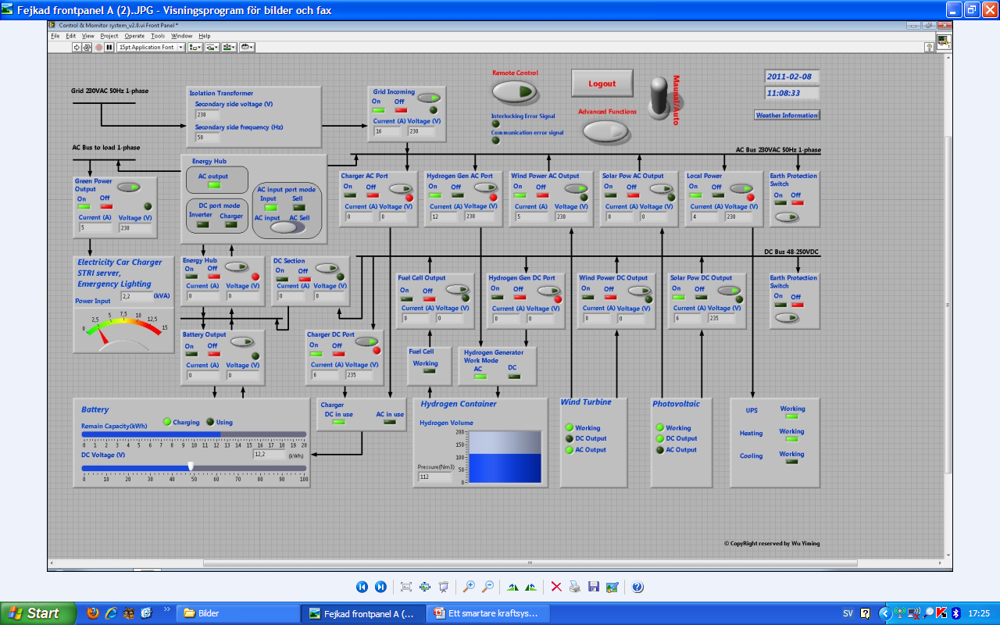 Fejkad frontpanel A (2).JPG - Visningsprogram för bilder och fax
Control & Momitor system_v2.8.vi Front Panel *
File Edit View Project Operate Tools Window Help
15pt Application Font
Grid 230VAC 50Hz 1-phase
Isolation Transformer
Secondary side voltage (V)
230
Secondary side frequency (Hz)
50
Grid Incoming
On Off
Current (A) Voltage (V)
16 230
Remote Control
Logout
Maunal/Auto
Interlocking Error Signal
Communication error signal
Advanced Functions
2011-02-08
11:08:33
Weather Information
AC Bus to load 1-phase
AC Bus 230VAC 50Hz 1-phase
Green Power Output
On Off
Current (A) Voltage (V)
5 230
Energy Hub
AC output
DC port mode
Inverter Charger
AC input port mode
Input Sell
AC input AC Sell
Charger AC Port
On Off
Current (A) Voltage (V)
0 0
Hydrogen Gen AC Port
On Off
Current (A) Voltage (V)
12 230
Wind Power AC Output
On Off
Current (A) Voltage (V)
5 230
Solar Pow AC Output
On Off
Current (A) Voltage (V)
0 0
Local Power
On Off
Current (A) Voltage (V)
4 230
Earth Protection Switch
On Off
DC Bus 48-250VDC
Electricity Car Charger
STRI server,
Emergency Lighting
Power Input 2,2 (kVA)
0 2,5 5 7,5 10 12,5 15
Energy Hub
On Off
Current (A) Voltage (V)
0 0
DC Section
On Off
Current (A) Voltage (V)
0 0
Fuel Cell Output
On Off
Current (A) Voltage (V)
0 0
Hydrogen Gen DC Port
On Off
Current (A) Voltage (V)
0 0
Wind Power DC Output
On Off
Current (A) Voltage (V)
0 0
Solar Pow DC Output
On Off
Current (A) Voltage (V)
6 235
Earth Protection Switch
On Off
Battery Output
On Off
Current (A) Voltage (V)
0 0
Charger DC Port
On Off
Current (A) Voltage (V)
6 235
Fuel Cell
Working
Hydrogen Generator
Work Mode
AC DC
Battery
Remain Capacity(kWh) Charging Using
0 1 2 3 4 5 6 7 8 9 10 11 12 13 14 15 16 17 18 19 20
DC Voltage (V) 12,2 (kWh)
0 10 20 30 40 50 60 70 80 90 100
Charger
DC in use AC in use
Hydrogen Container
Hydrogen Volume
200
150
100
50
0
Pressure(Nm3)
112
Wind Turbine
Working
DC Output
AC Output
Photovoltaic
Working
DC Output
AC Output
UPS Working
Heating Working
Cooling Working
© CopyRight reserved by Wu Yiming
Start Bilder Fejkad frontpanel A (... Ett smartare kraftsys... SV 17:25